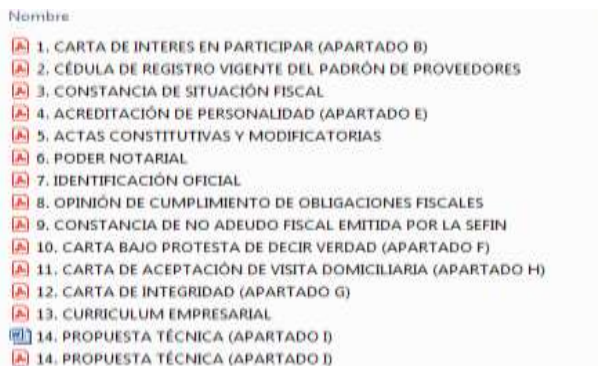 Nombre
1. CARTA DE INTERES EN PARTICIPAR (APARTADO B)
2. CÉDULA DE REGISTRO VIGENTE DEL PADRÓN DE PROVEEDORES
3. CONSTANCIA DE SITUACIÓN FISCAL
4. ACREDITACIÓN DE PERSONALIDAD (APARTADO E)
5. ACTAS CONSTITUTIVAS Y MODIFICATORIAS
6. PODER NOTARIAL
7. IDENTIFICACIÓN OFICIAL
8. OPINIÓN DE CUMPLIMIENTO DE OBLIGACIONES FISCALES
9. CONSTANCIA DE NO ADEUDO FISCAL EMITIDA POR LA SEFIN
10. CARTA BAJO PROTESTA DE DECIR VERDAD (APARTADO F)
11. CARTA DE ACEPTACIÓN DE VISITA DOMICILIARIA (APARTADO H)
12. CARTA DE INTEGRIDAD (APARTADO G)
13. CURRICULUM EMPRESARIAL
14. PROPUESTA TÉCNICA (APARTADO I)
14. PROPUESTA TÉCNICA (APARTADO I)